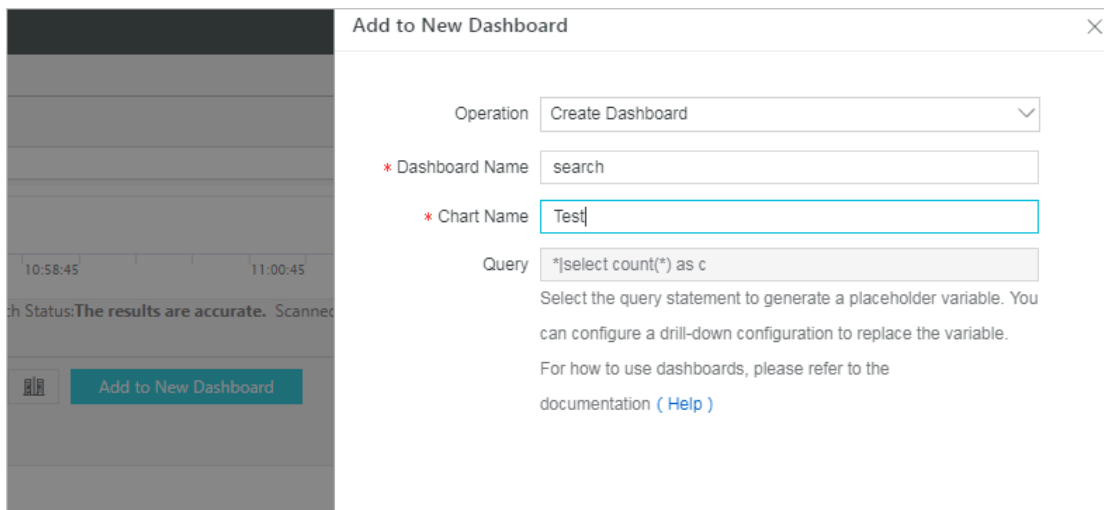 Add to New Dashboard
Operation
Create Dashboard
* Dashboard Name
search
* Chart Name
Test
Query
*|select count(*) as c
Select the query statement to generate a placeholder variable. You
can configure a drill-down configuration to replace the variable.
For how to use dashboards, please refer to the
documentation ( Help )
10:58:45
11:00:45
h Status:The results are accurate. Scanned
Add to New Dashboard